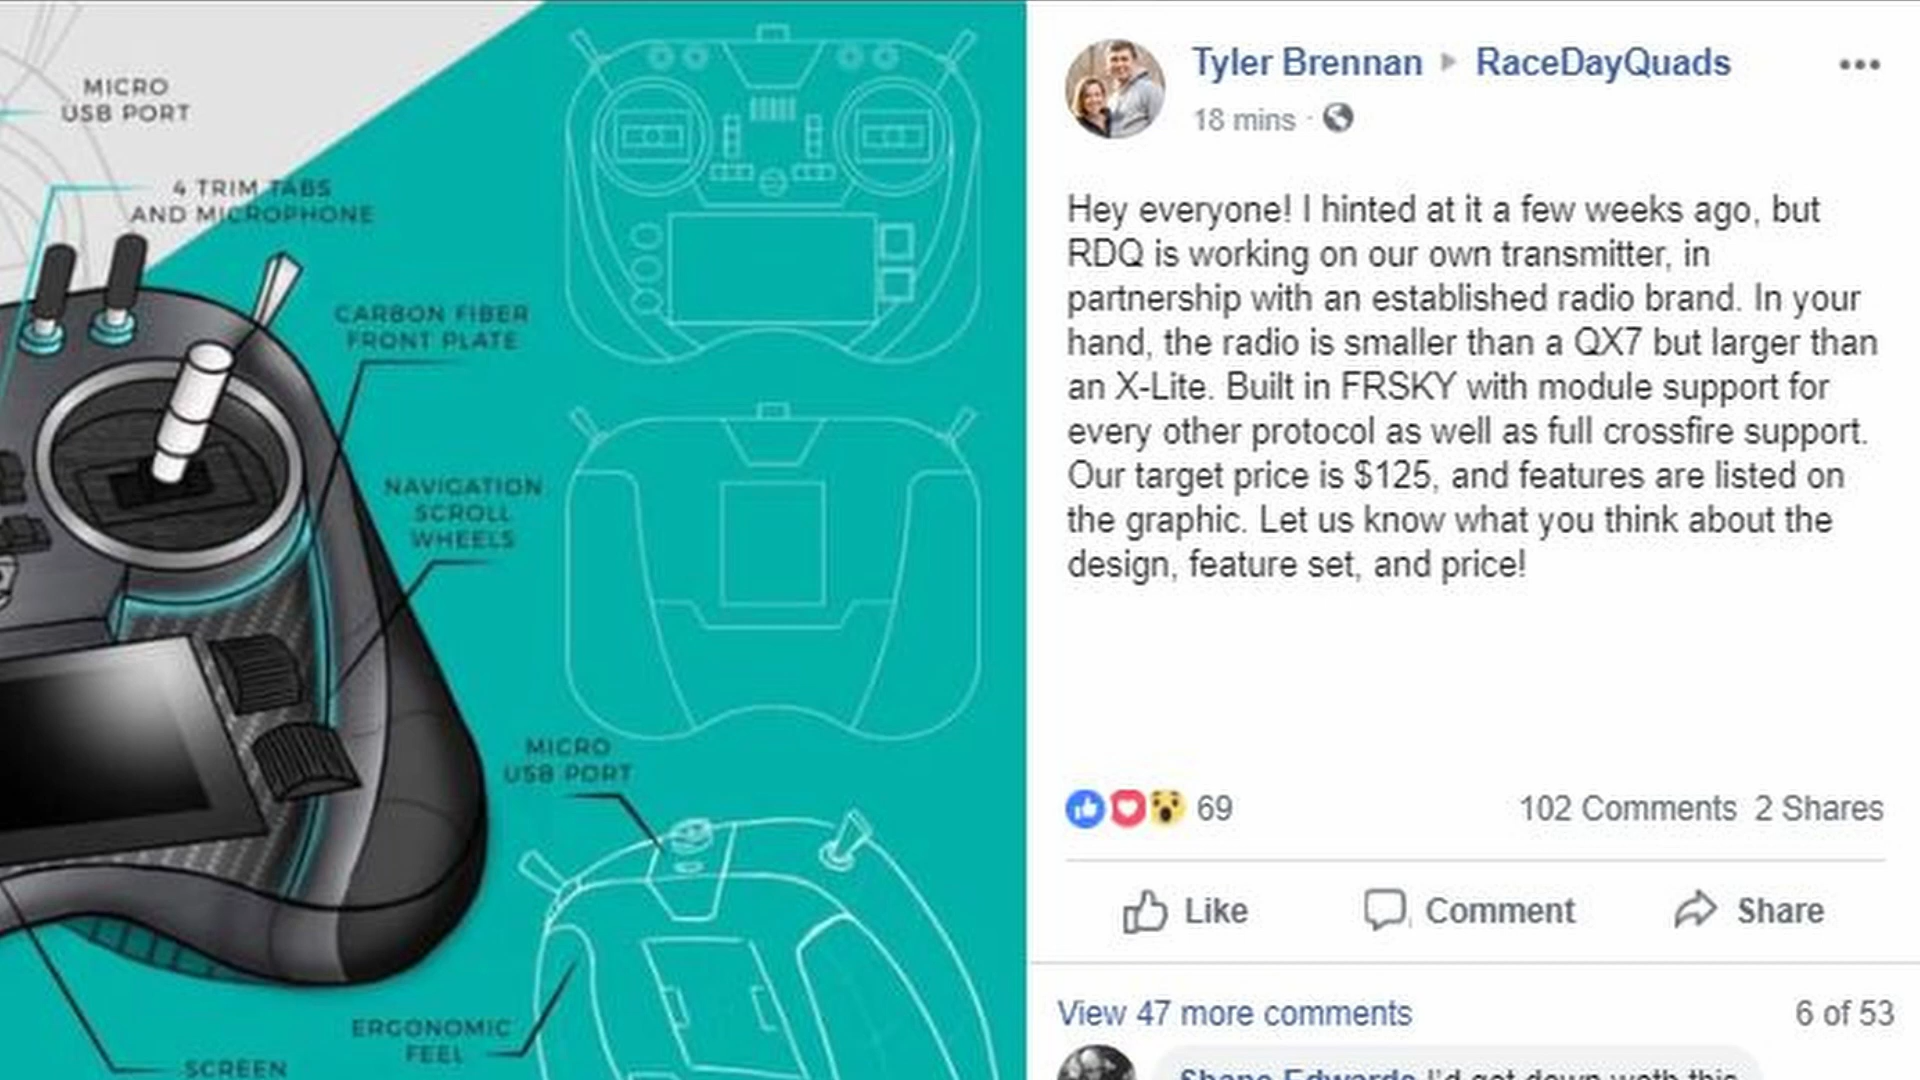 MICRO
USB PORT
4 TRIM TABS
AND MICROPHONE
CARBON FIBER
FRONT PLATE
NAVIGATION
SCROLL
WHEELS
MICRO
USB PORT
ERGONOMIC
FEEL
SCREEN
Tyler Brennan RaceDayQuads
18 mins ·
Hey everyone! I hinted at it a few weeks ago, but
RDQ is working on our own transmitter, in
partnership with an established radio brand. In your
hand, the radio is smaller than a QX7 but larger than
an X-Lite. Built in FRSKY with module support for
every other protocol as well as full crossfire support.
Our target price is $125, and features are listed on
the graphic. Let us know what you think about the
design, feature set, and price!
69 102 Comments 2 Shares
Like Comment Share
View 47 more comments 6 of 53
Shane Edwards I'd get down with this